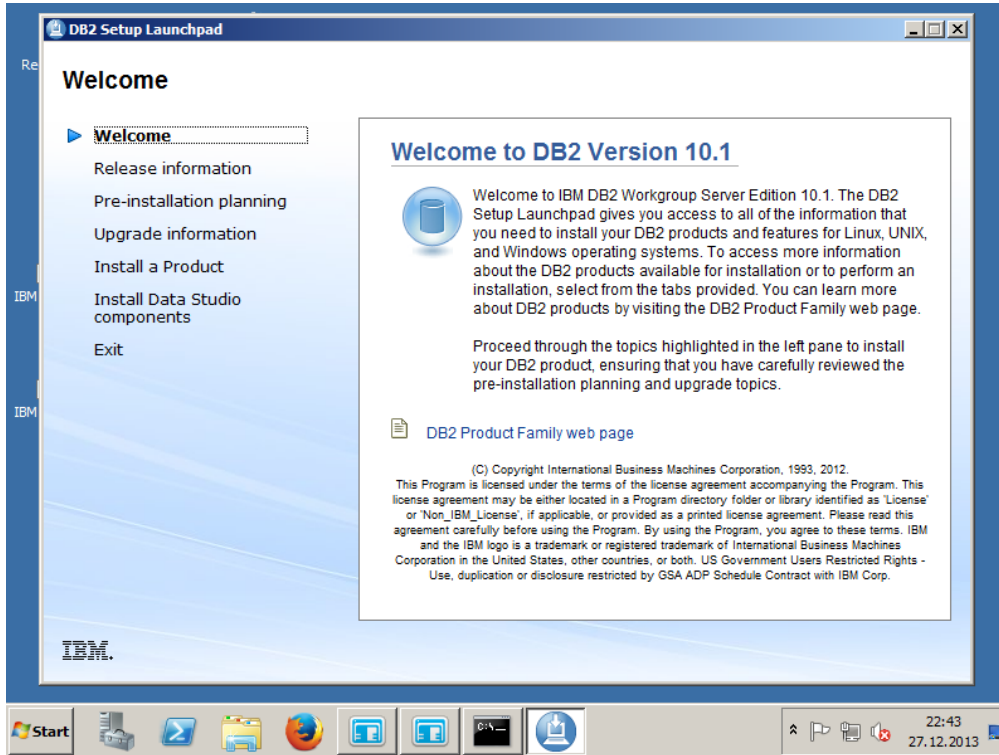 DB2 Setup Launchpad
Re
Welcome
Welcome
Release information
Pre-installation planning
Upgrade information
Install a Product
IBM
Install Data Studio
components
Exit
IBM
Welcome to DB2 Version 10.1
Welcome to IBM DB2 Workgroup Server Edition 10.1. The DB2
Setup Launchpad gives you access to all of the information that
you need to install your DB2 products and features for Linux, UNIX,
and Windows operating systems. To access more information
about the DB2 products available for installation or to perform an
installation, select from the tabs provided. You can learn more
about DB2 products by visiting the DB2 Product Family web page.
Proceed through the topics highlighted in the left pane to install
your DB2 product, ensuring that you have carefully reviewed the
pre-installation planning and upgrade topics.
DB2 Product Family web page
(C) Copyright International Business Machines Corporation, 1993, 2012.
This Program is licensed under the terms of the license agreement accompanying the Program. This
license agreement may be either located in a Program directory folder or library identified as 'License'
or 'Non_IBM_License', if applicable, or provided as a printed license agreement. Please read this
agreement carefully before using the Program. By using the Program, you agree to these terms. IBM
and the IBM logo is a trademark or registered trademark of International Business Machines
Corporation in the United States, other countries, or both. US Government Users Restricted Rights -
Use, duplication or disclosure restricted by GSA ADP Schedule Contract with IBM Corp.
IBM.
Start
C:\_
22:43
27.12.2013